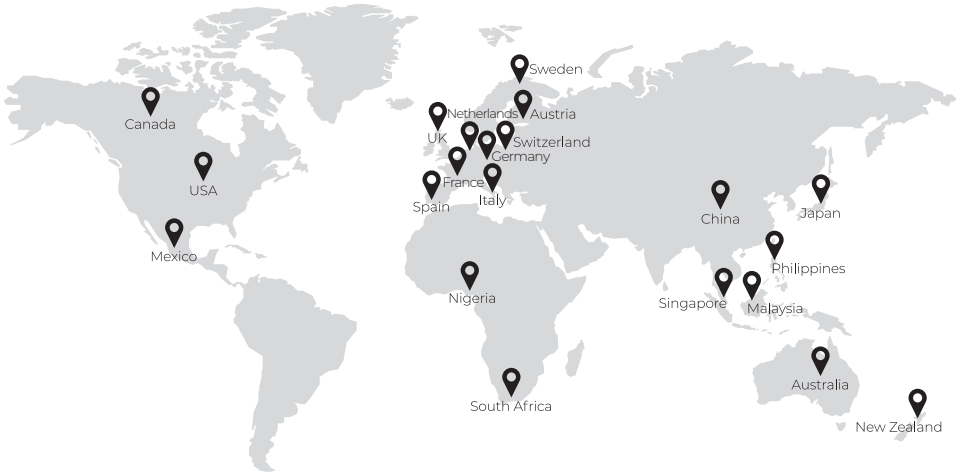 Sweden
Canada
Netherlands
Austria
UK
Switzerland
Germany
USA
France
Italy
Spain
China
Japan
Mexico
Philippines
Nigeria
Singapore
Malaysia
Australia
South Africa
New Zealand